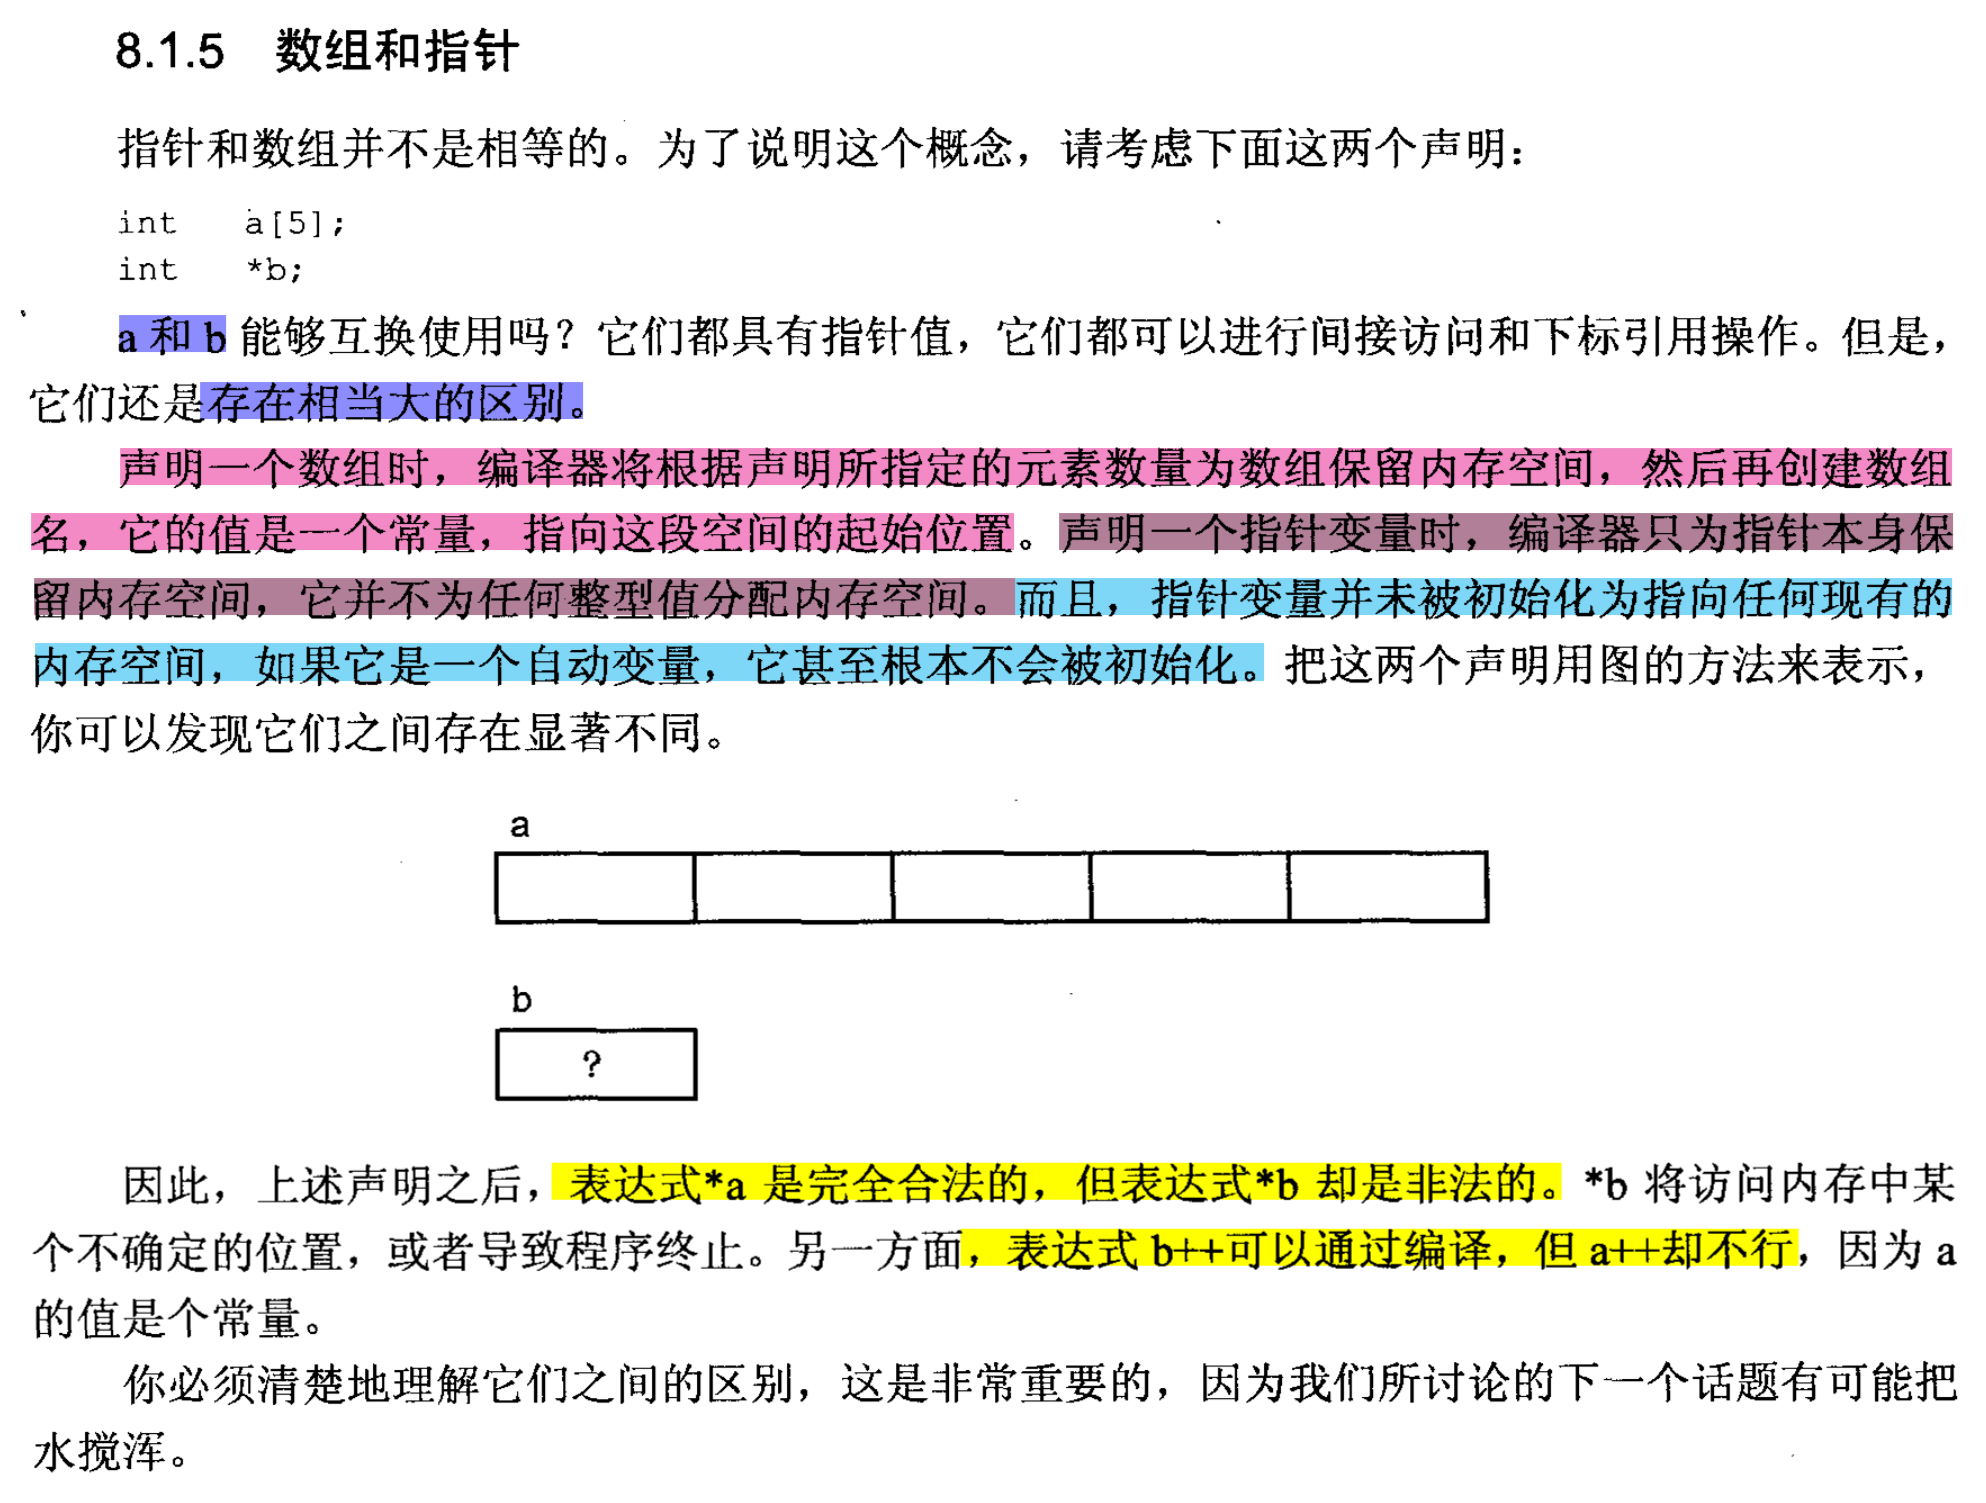 8.1.5 数组和指针
指针和数组并不是相等的。为了说明这个概念，请考虑下面这两个声明：
int a[5];
int *b;
a 和 b 能够互换使用吗？它们都具有指针值，它们都可以进行间接访问和下标引用操作。但是，
它们还是存在相当大的区别。
声明一个数组时，编译器将根据声明所指定的元素数量为数组保留内存空间，然后再创建数组
名，它的值是一个常量，指向这段空间的起始位置。声明一个指针变量时，编译器只为指针本身保
留内存空间，它并不为任何整型值分配内存空间。而且，指针变量并未被初始化为指向任何现有的
内存空间，如果它是一个自动变量，它甚至根本不会被初始化。把这两个声明用图的方法来表示，
你可以发现它们之间存在显著不同。
a
b
?
因此，上述声明之后，表达式*a 是完全合法的，但表达式*b 却是非法的。*b 将访问内存中某
个不确定的位置，或者导致程序终止。另一方面，表达式 b++可以通过编译，但 a++却不行，因为 a
的值是个常量。
你必须清楚地理解它们之间的区别，这是非常重要的，因为我们所讨论的下一个话题有可能把
水搅浑。